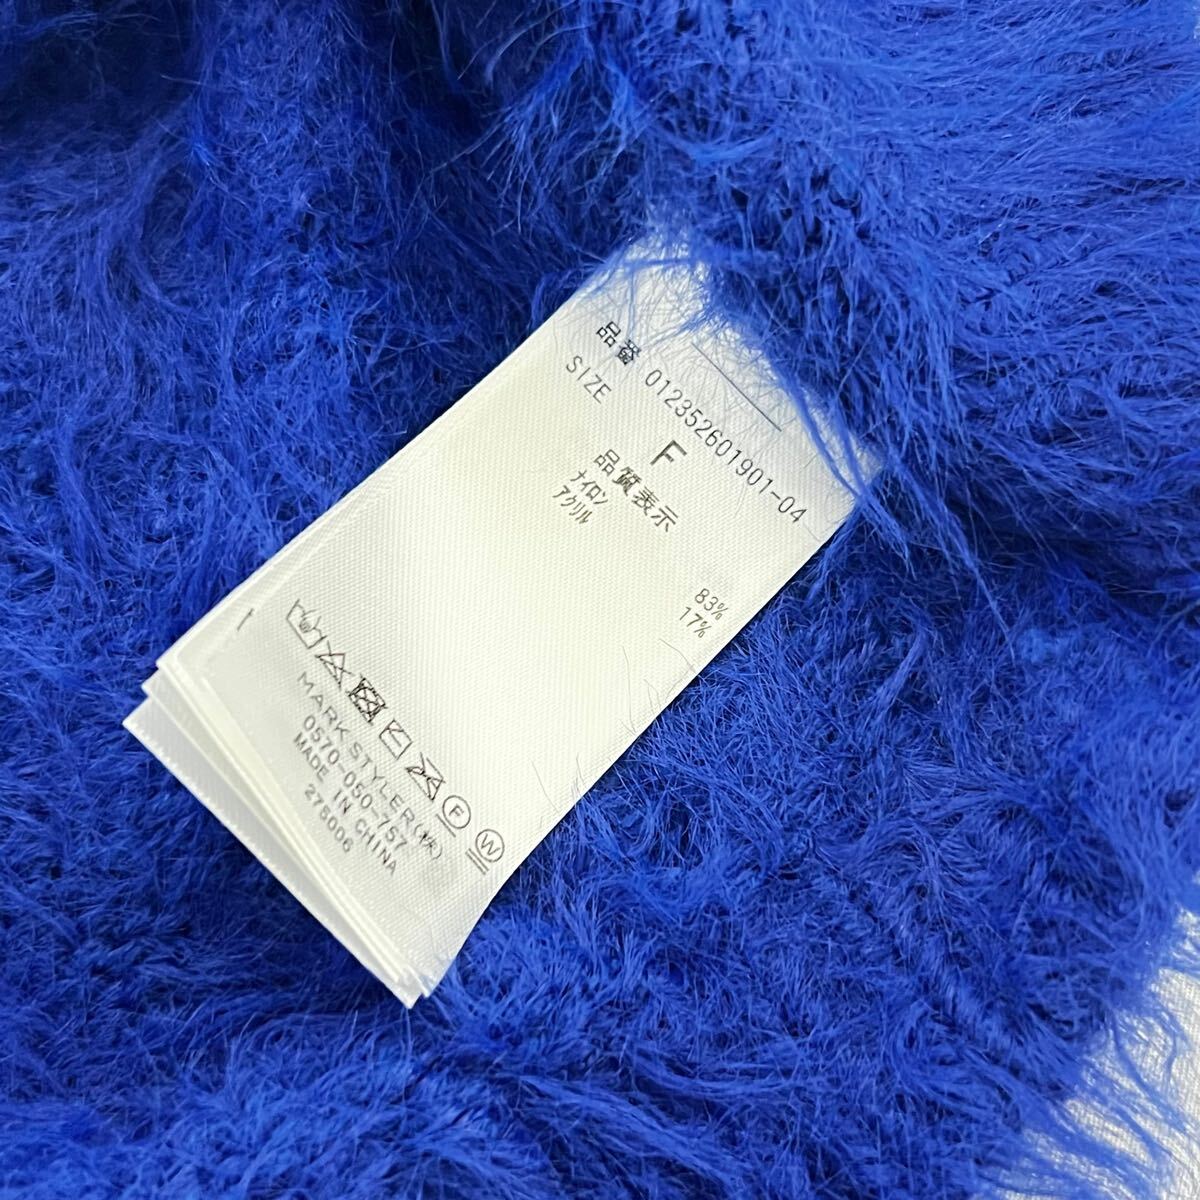 品番 012352601901-04
SIZE F
品質表示
ナイロン 83%
アクリル 17%
F W
MARK STYLER(株)
0570-050-757
MADE IN CHINA
276006